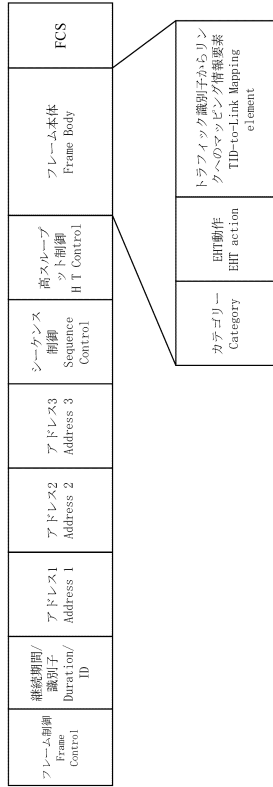 フレーム制御
Frame
Control
継続期間/
識別子
Duration/
ID
アドレス1
Address 1
アドレス2
Address 2
アドレス3
Address 3
シーケンス
制御
Sequence
Control
高スループ
ット制御
H T Control
フレーム本体
Frame Body
FCS
カテゴリー
Category
EHT動作
EHT action
トラフィック識別子からリン
クへのマッピング情報要素
TID-to-Link Mapping
element